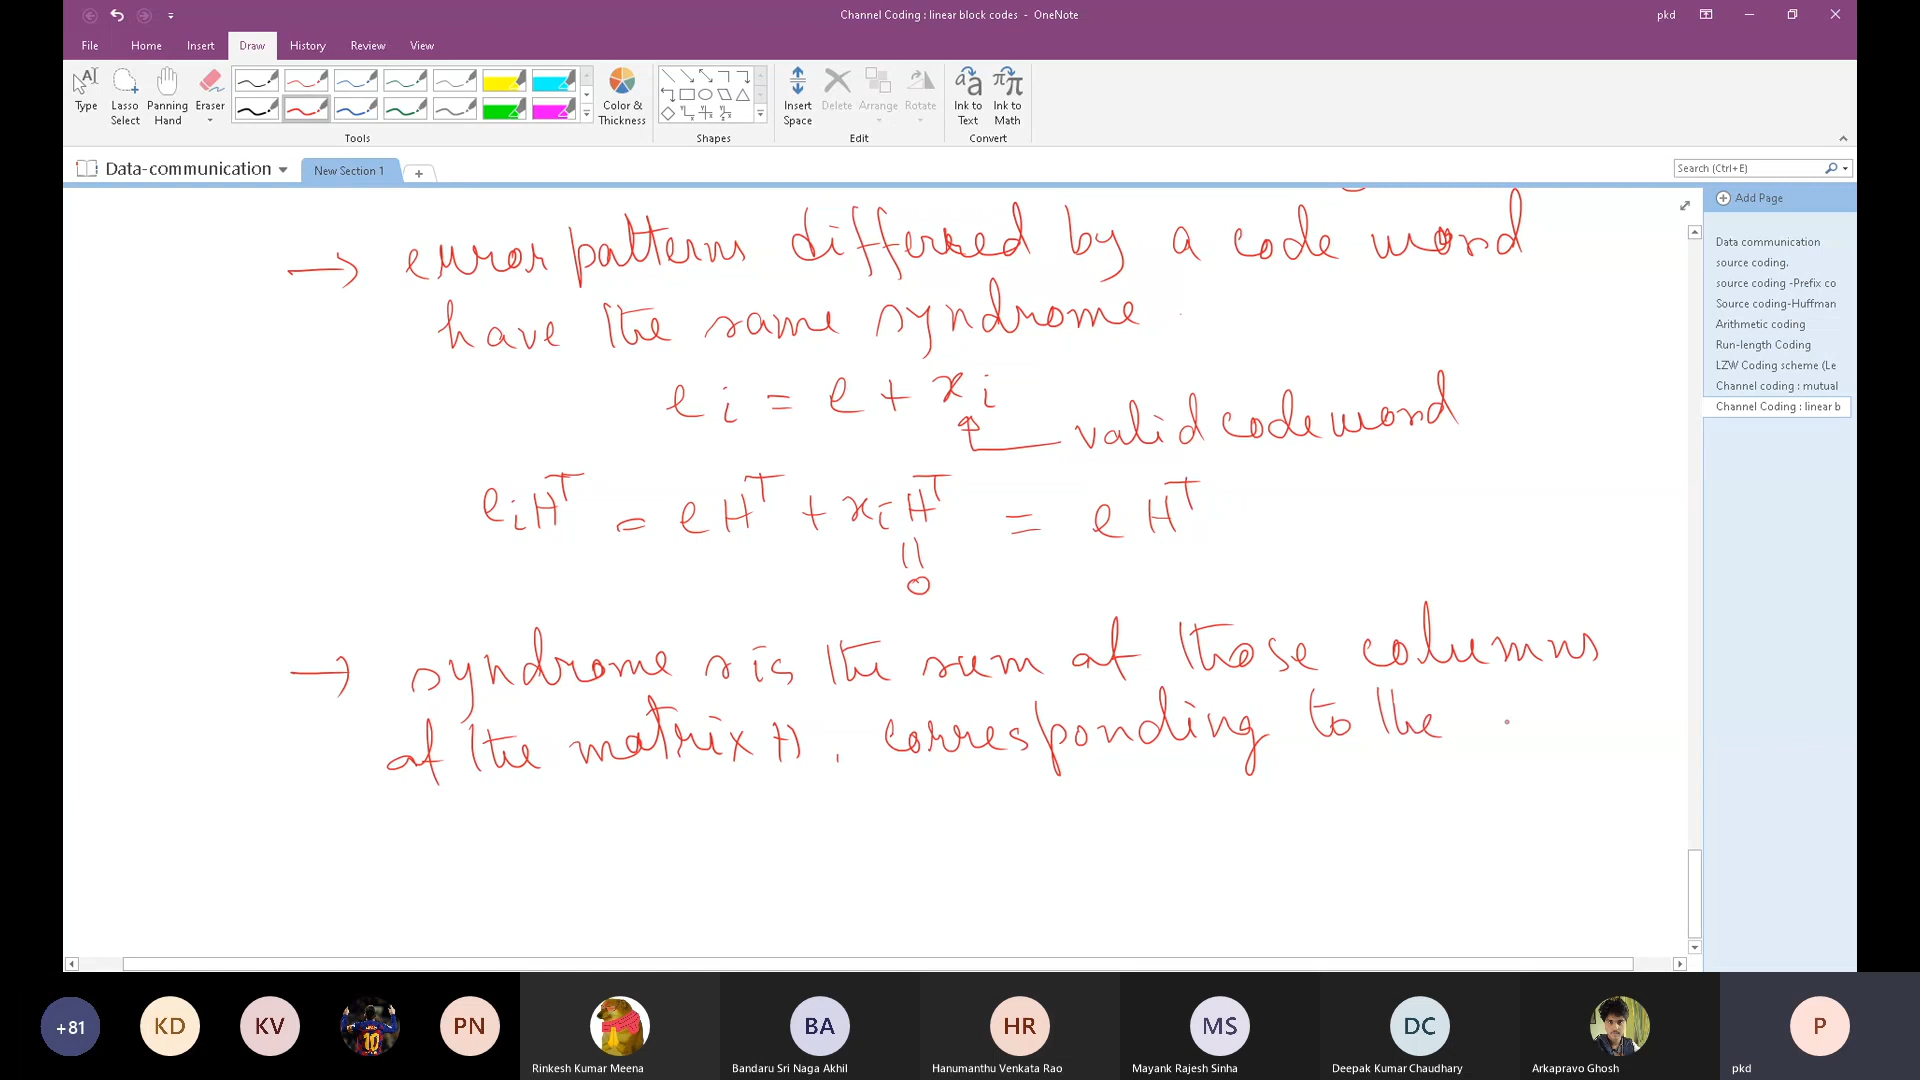 Channel Coding : linear block codes - OneNote
pkd
File Home Insert Draw History Review View
Type
Lasso Select
Panning Hand
Eraser
Color & Thickness
Insert Space
Delete
Arrange
Rotate
Ink to Text
Ink to Math
Tools
Shapes
Edit
Convert
Data-communication
New Section 1
Search (Ctrl+E)
Add Page
Data communication
source coding.
source coding -Prefix co
Source coding-Huffman
Arithmetic coding
Run-length Coding
LZW Coding scheme (Le
Channel coding : mutual
Channel Coding : linear b
→ error patterns differed by a code word
have the same syndrome.
e_i = e + x_i
valid codeword
e_i H^T = e H^T + x_i H^T = e H^T
||
0
→ syndrome s is the sum of those columns
of the matrix H, corresponding to the
+81
KD
KV
10
PN
BA
HR
MS
DC
P
Rinkesh Kumar Meena
Bandaru Sri Naga Akhil
Hanumanthu Venkata Rao
Mayank Rajesh Sinha
Deepak Kumar Chaudhary
Arkapravo Ghosh
pkd